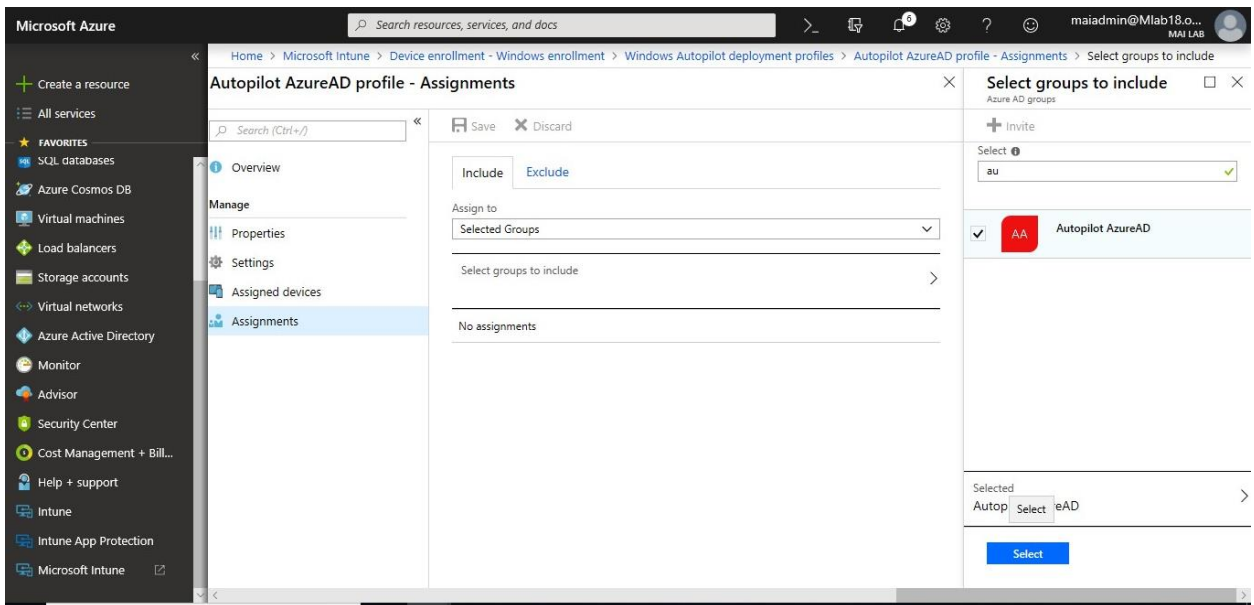 Microsoft Azure
Search resources, services, and docs
6
maiadmin@Mlab18.o...
MAI LAB
Home > Microsoft Intune > Device enrollment - Windows enrollment > Windows Autopilot deployment profiles > Autopilot AzureAD profile - Assignments > Select groups to include
Create a resource
All services
FAVORITES
SQL databases
Azure Cosmos DB
Virtual machines
Load balancers
Storage accounts
Virtual networks
Azure Active Directory
Monitor
Advisor
Security Center
Cost Management + Bill...
Help + support
Intune
Intune App Protection
Microsoft Intune
Autopilot AzureAD profile - Assignments
Search (Ctrl+/)
Overview
Manage
Properties
Settings
Assigned devices
Assignments
Save Discard
Include Exclude
Assign to
Selected Groups
Select groups to include
No assignments
Select groups to include
Azure AD groups
Invite
Select
au
AA Autopilot AzureAD
Selected
Autop Select eAD
Select